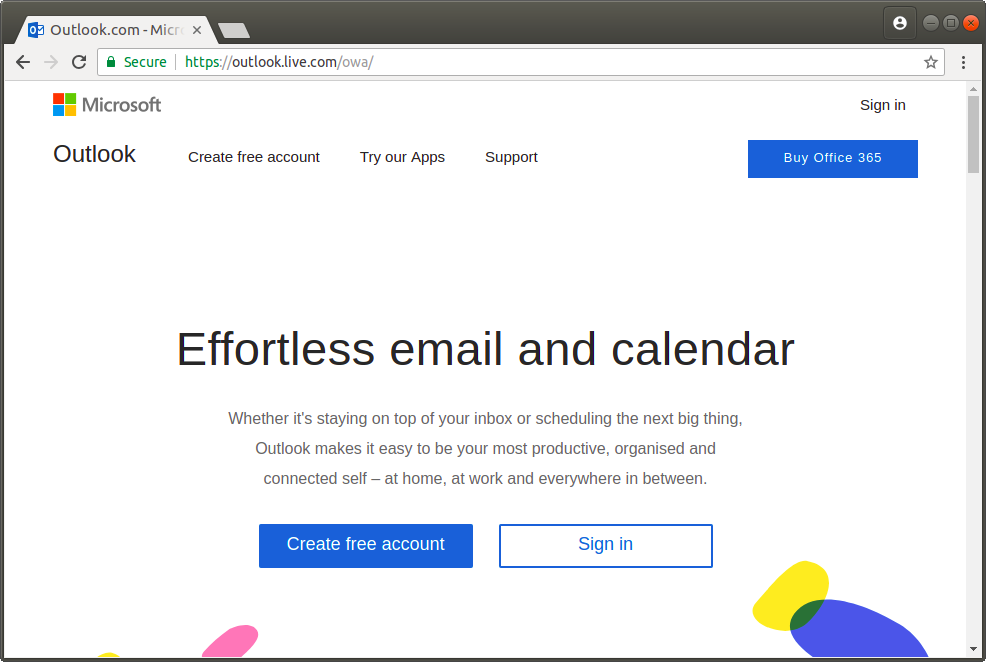 Outlook.com - Micr
Secure
https://outlook.live.com/owa/
Microsoft
Sign in
Outlook
Create free account
Try our Apps
Support
Buy Office 365
Effortless email and calendar
Whether it's staying on top of your inbox or scheduling the next big thing,
Outlook makes it easy to be your most productive, organised and
connected self – at home, at work and everywhere in between.
Create free account
Sign in